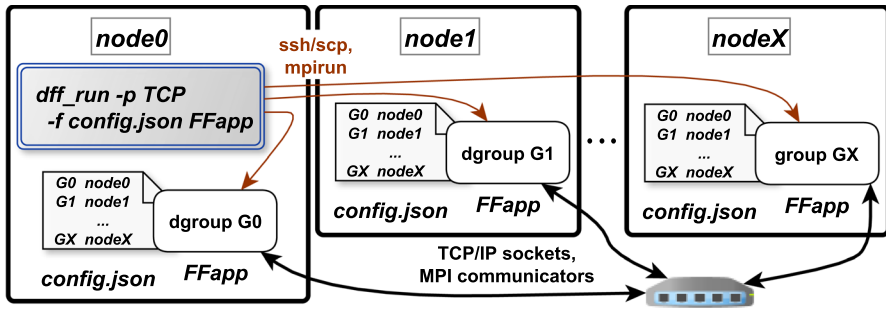 node0
dff_run -p TCP
-f config.json FFapp
G0 node0
G1 node1
...
GX nodeX
dgroup G0
config.json
FFapp
ssh/scp,
mpirun
node1
G0 node0
G1 node1
...
GX nodeX
dgroup G1
config.json
FFapp
...
nodeX
G0 node0
G1 node1
...
GX nodeX
group GX
config.json
FFapp
TCP/IP sockets,
MPI communicators